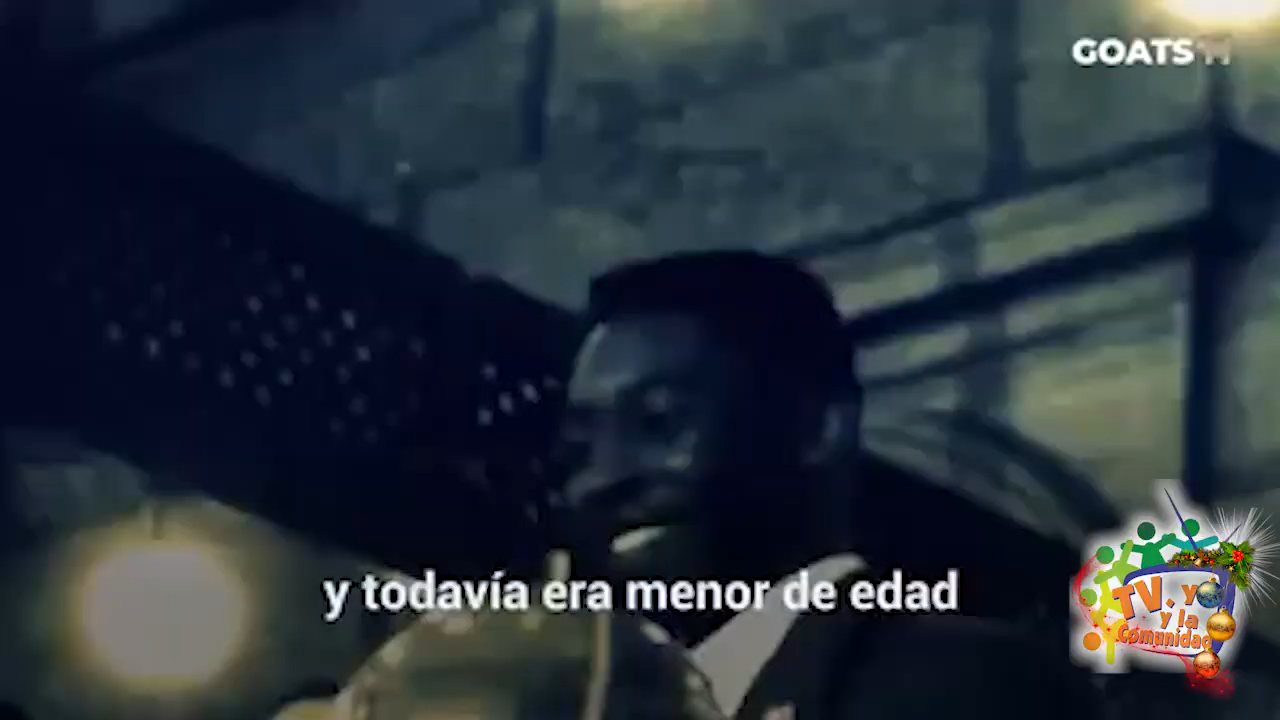 GOATS
y todavía era menor de edad
TV, yo
y la
Comunidad